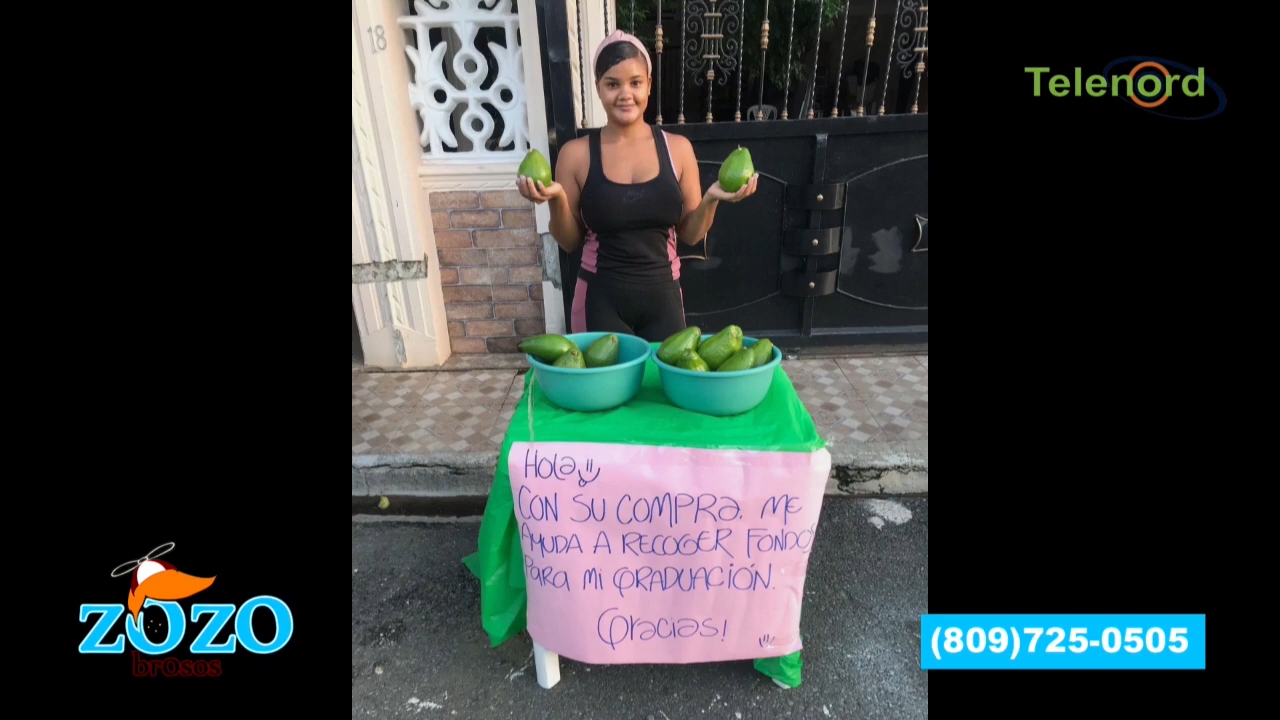 18
Telenord
Hola
CON SU COMPRA. ME
AYUDA A RECOGER FONDOS
PARA MI GRADUACIÓN.
Gracias!
ZOZO
brOsos
(809)725-0505